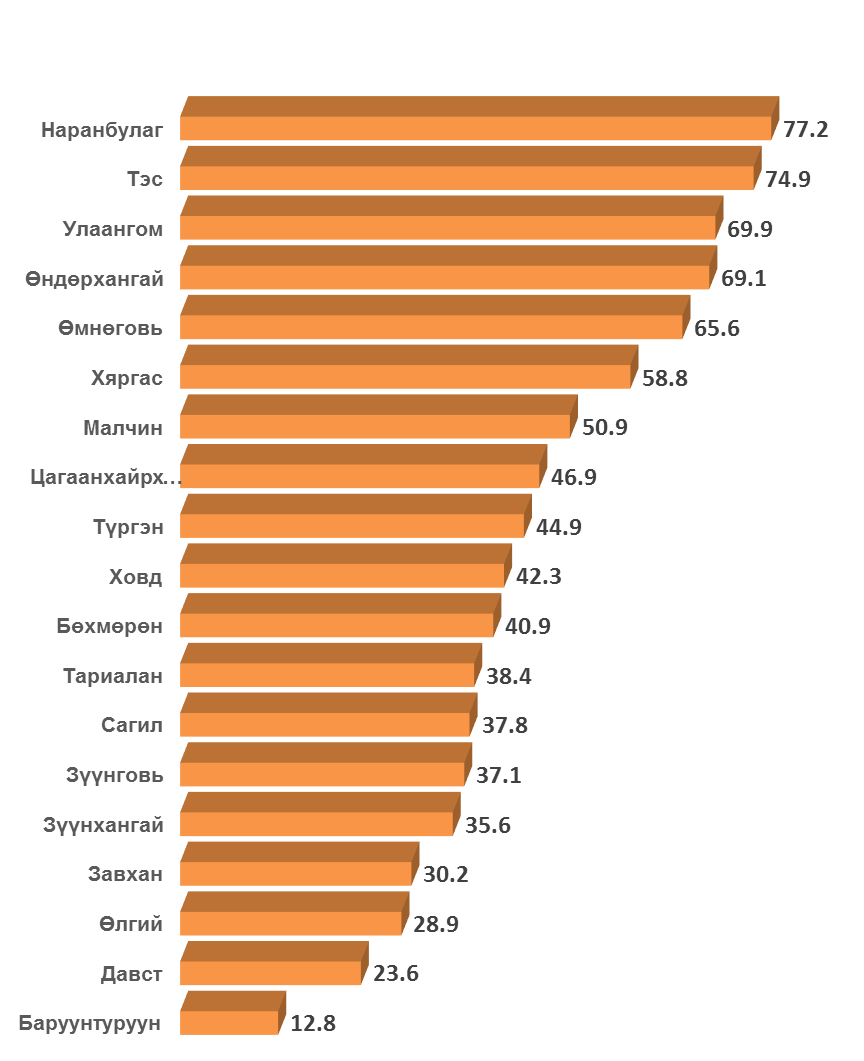 Наранбулаг 77.2
Тэс 74.9
Улаангом 69.9
Өндөрхангай 69.1
Өмнөговь 65.6
Хяргас 58.8
Малчин 50.9
Цагаанхайрх... 46.9
Түргэн 44.9
Ховд 42.3
Бөхмөрөн 40.9
Тариалан 38.4
Сагил 37.8
Зүүнговь 37.1
Зүүнхангай 35.6
Завхан 30.2
Өлгий 28.9
Давст 23.6
Баруунтуруун 12.8